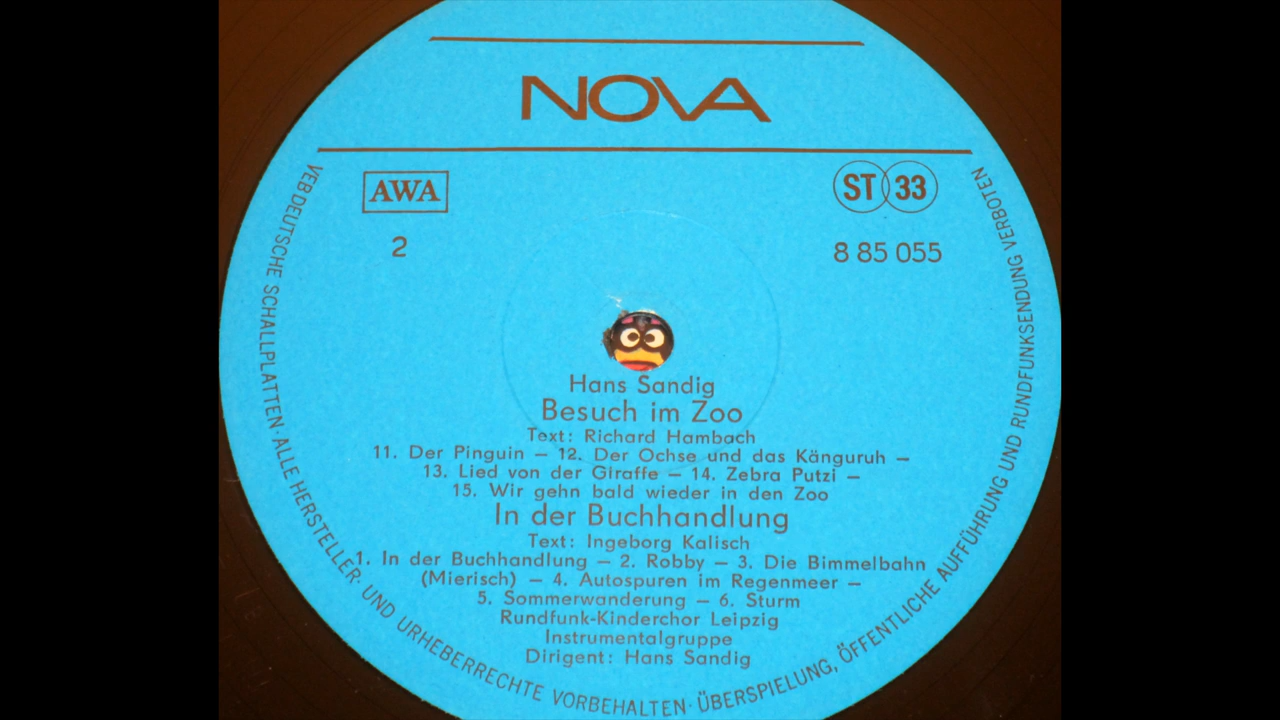 NOVA
AWA
ST 33
2
8 85 055
Hans Sandig
Besuch im Zoo
Text: Richard Hambach
11. Der Pinguin – 12. Der Ochse und das Känguruh –
13. Lied von der Giraffe – 14. Zebra Putzi –
15. Wir gehn bald wieder in den Zoo
In der Buchhandlung
Text: Ingeborg Kalisch
1. In der Buchhandlung – 2. Robby – 3. Die Bimmelbahn
(Mierisch) – 4. Autospuren im Regenmeer –
5. Sommerwanderung – 6. Sturm
Rundfunk-Kinderchor Leipzig
Instrumentalgruppe
Dirigent: Hans Sandig
VEB DEUTSCHE SCHALLPLATTEN · ALLE HERSTELLER- UND URHEBERRECHTE VORBEHALTEN · ÜBERSPIELUNG, ÖFFENTLICHE AUFFÜHRUNG UND RUNDFUNKSENDUNG VERBOTEN